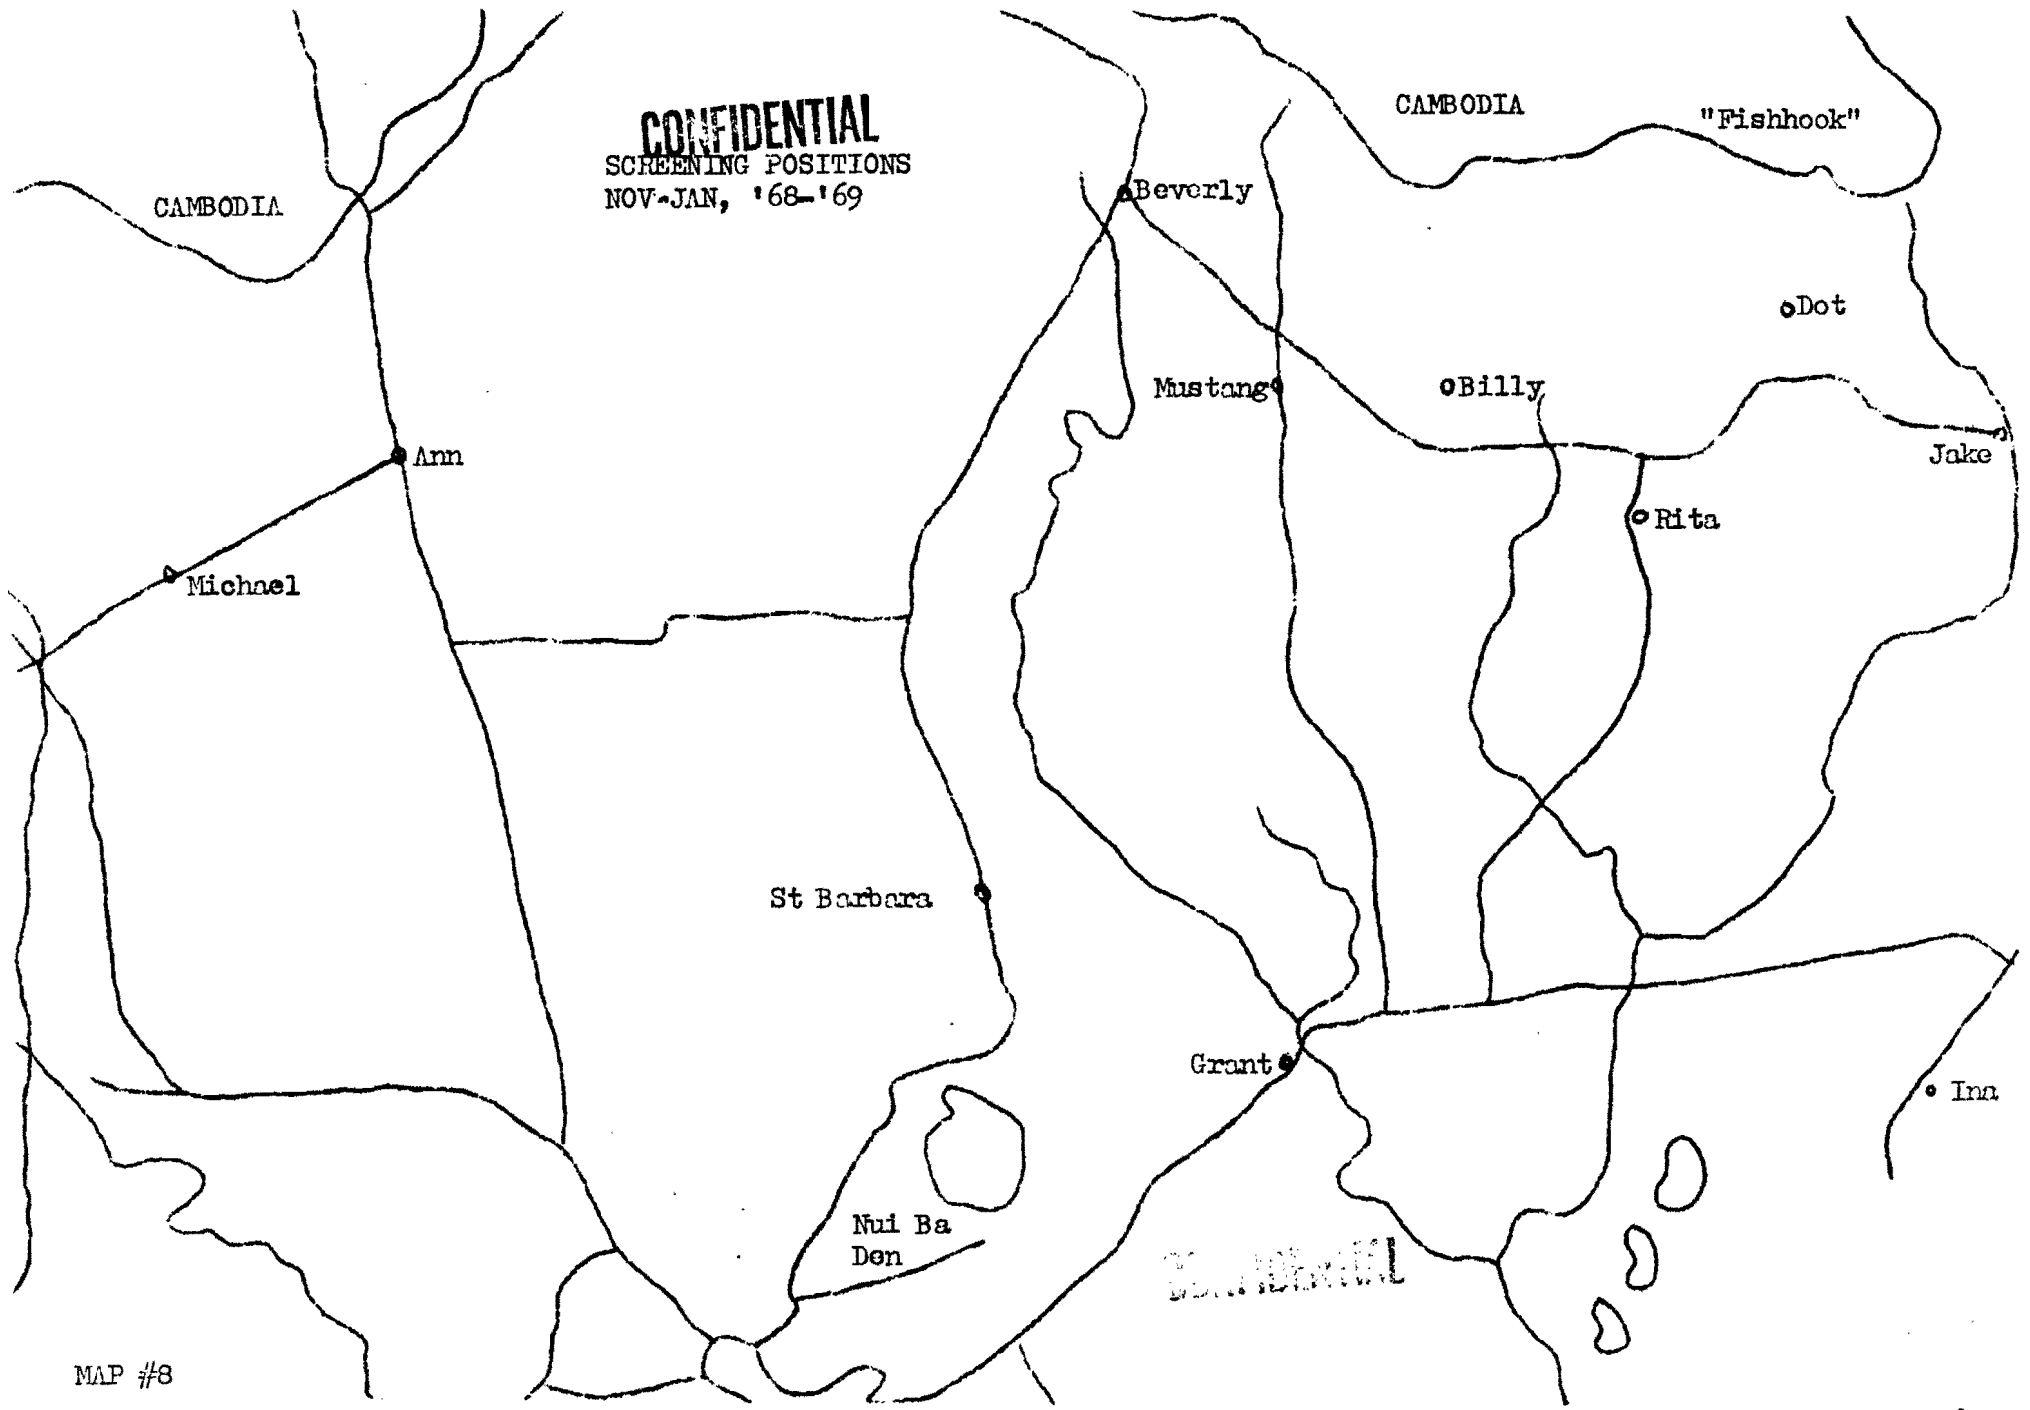 CONFIDENTIAL
SCREENING POSITIONS
NOV-JAN, '68-'69
CAMBODIA
"Fishhook"
CAMBODIA
Beverly
Dot
Mustang
Billy
Ann
Jake
Rita
Michael
St Barbara
Grant
Ina
Nui Ba
Den
CONFIDENTIAL
MAP #8